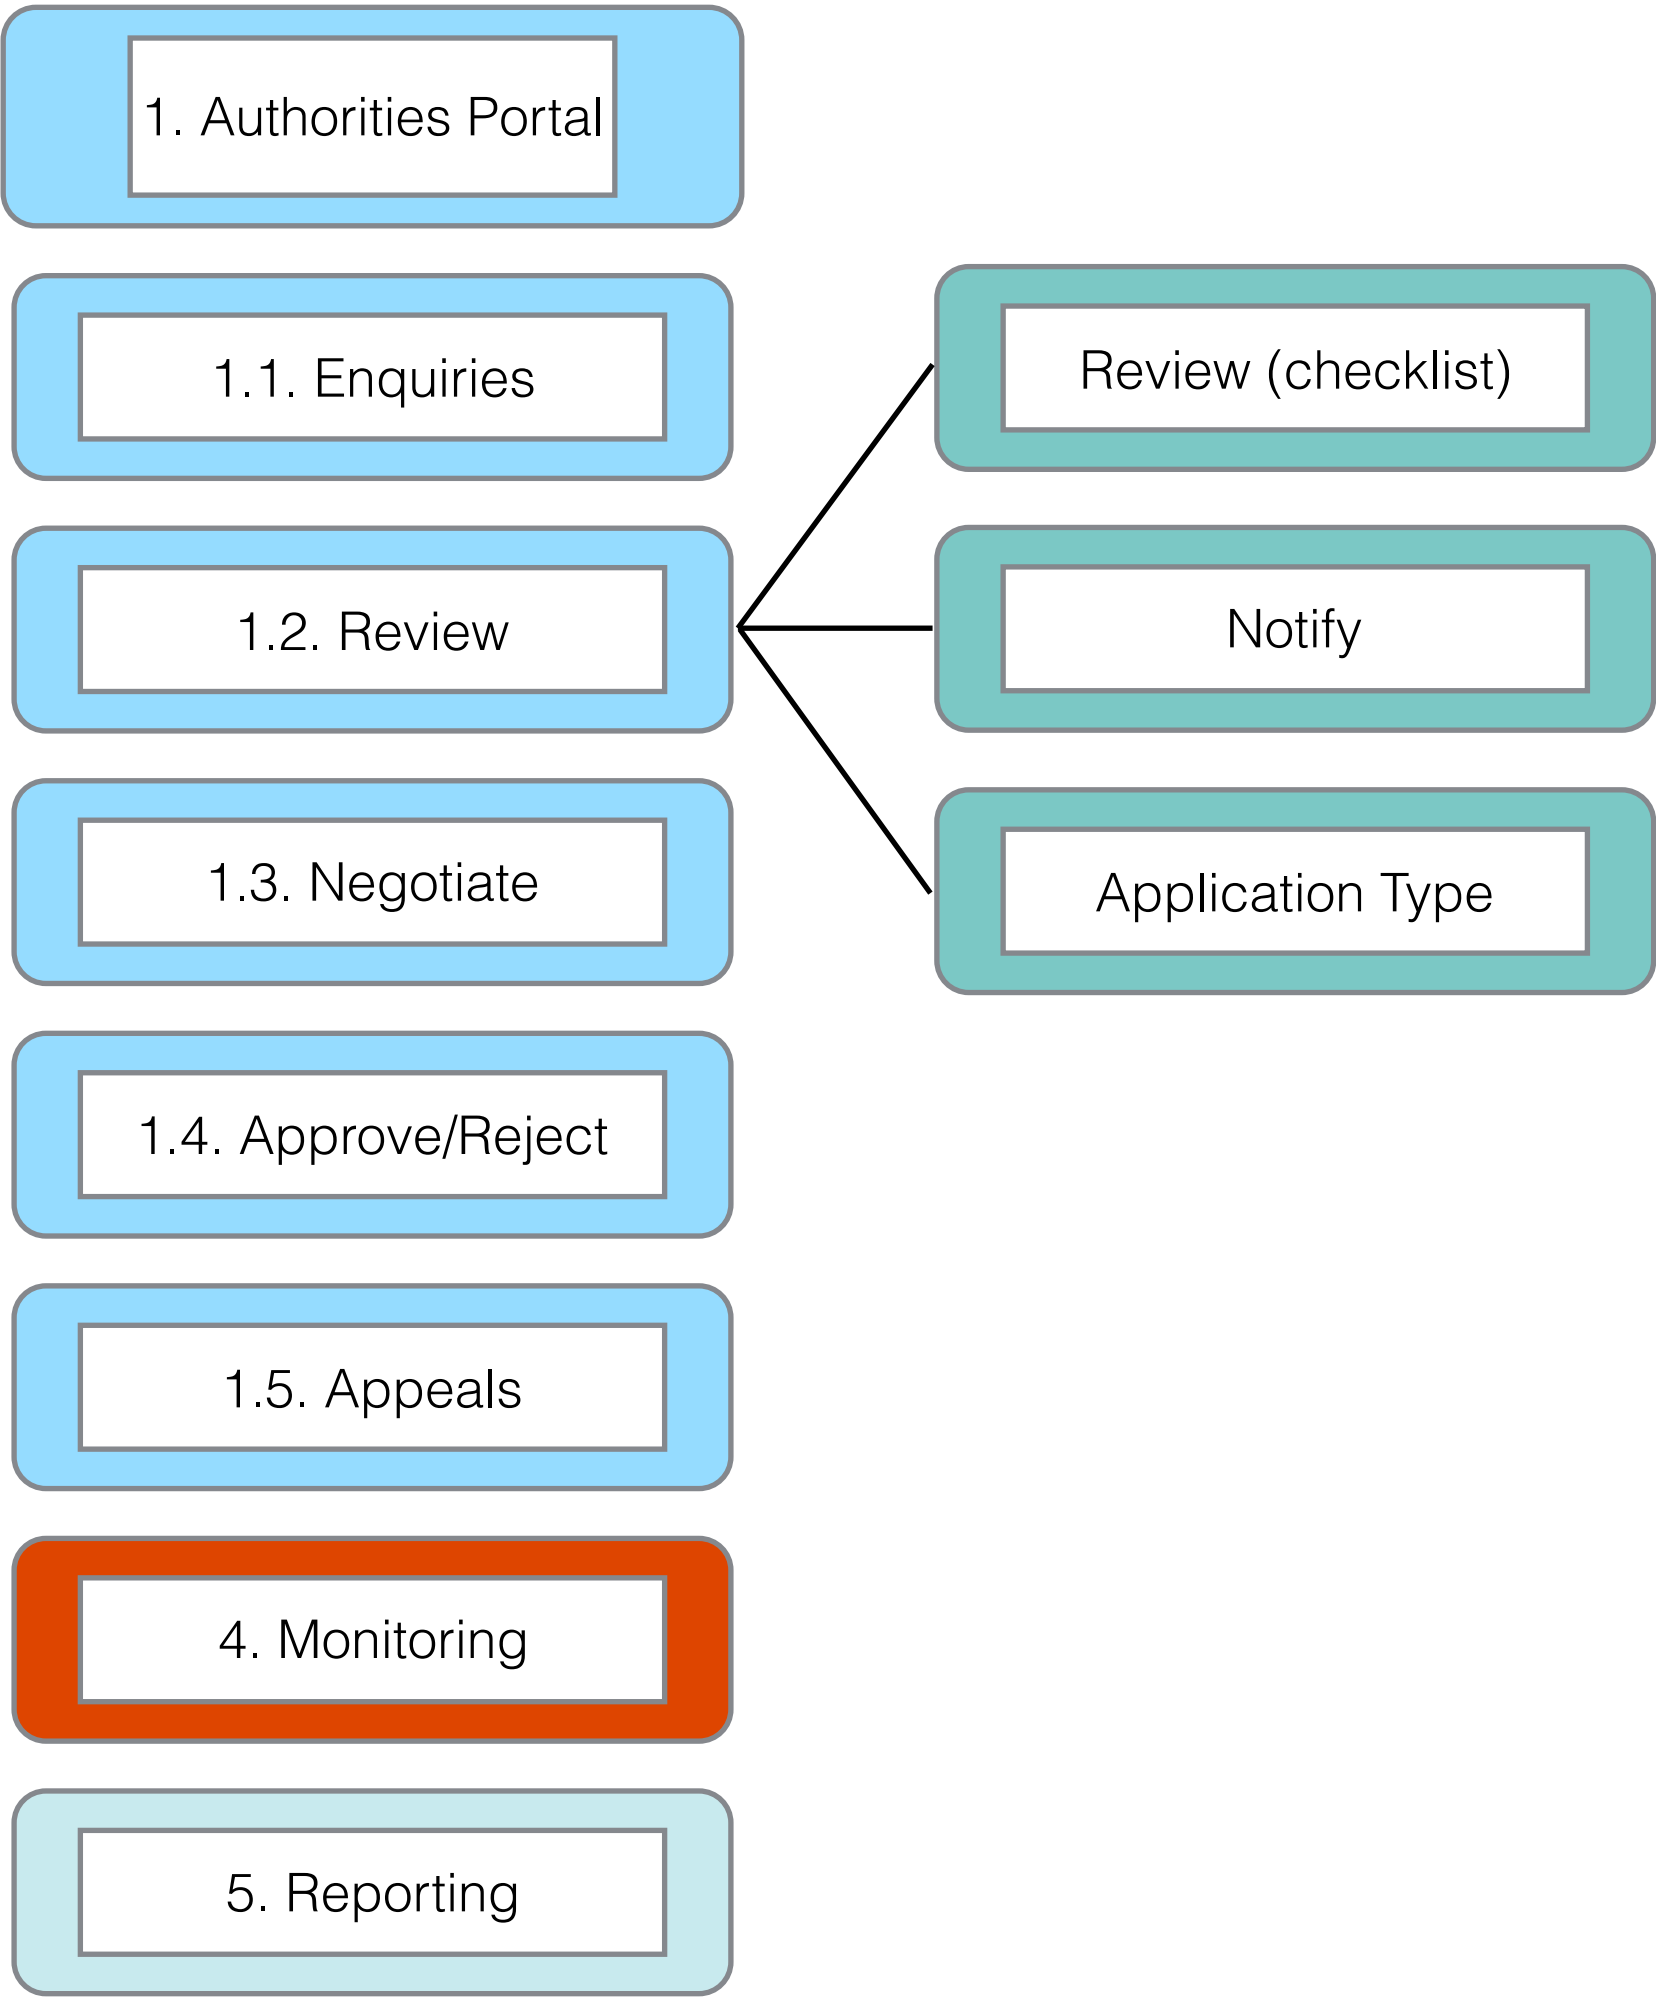 1. Authorities Portal
1.1. Enquiries
1.2. Review
1.3. Negotiate
1.4. Approve/Reject
1.5. Appeals
4. Monitoring
5. Reporting
Review (checklist)
Notify
Application Type